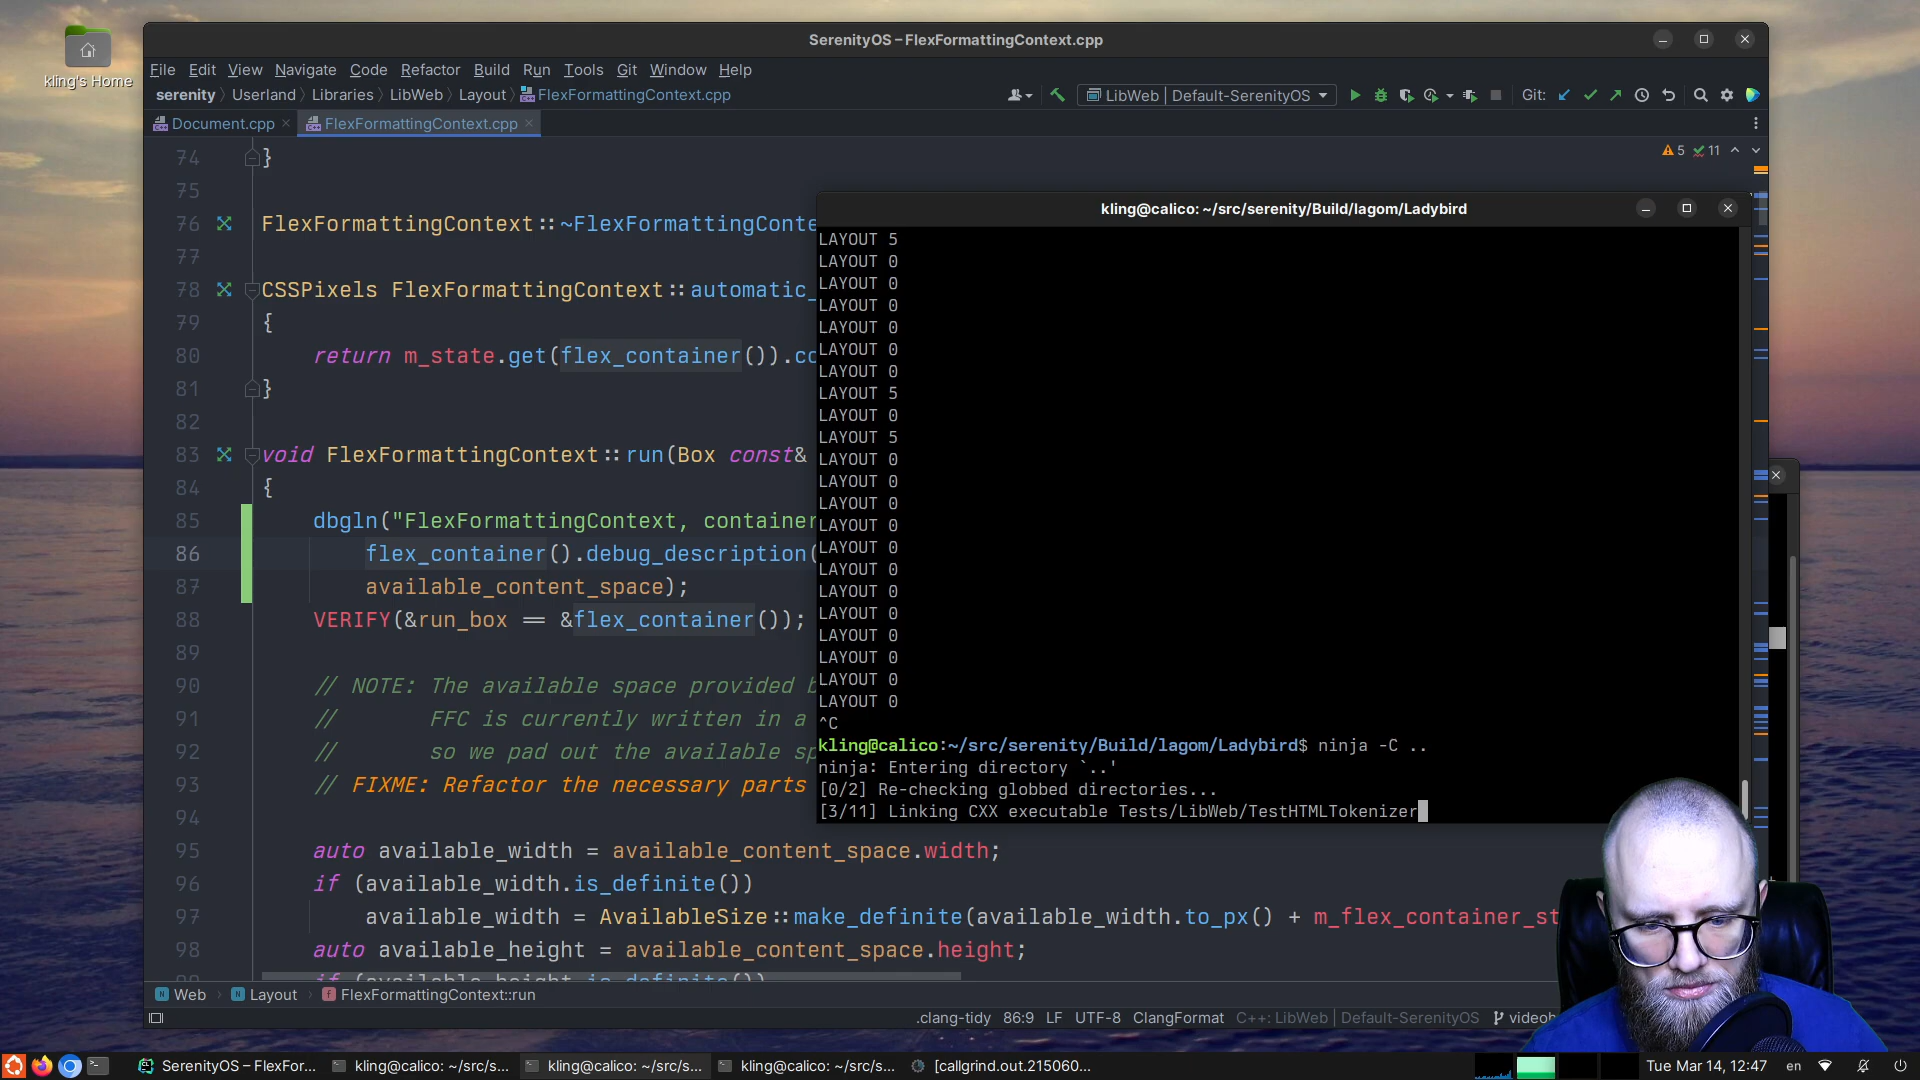 kling's Home
SerenityOS – FlexFormattingContext.cpp
File Edit View Navigate Code Refactor Build Run Tools Git Window Help
serenity Userland Libraries LibWeb Layout FlexFormattingContext.cpp
LibWeb | Default-SerenityOS
Git:
Document.cpp
FlexFormattingContext.cpp
5
11
74 }
75
76 FlexFormattingContext::~FlexFormattingConte
77
78 CSSPixels FlexFormattingContext::automatic_
79 {
80 return m_state.get(flex_container()).co
81 }
82
83 void FlexFormattingContext::run(Box const&
84 {
85 dbgln("FlexFormattingContext, container
86 flex_container().debug_description(
87 available_content_space);
88 VERIFY(&run_box == &flex_container());
89
90 // NOTE: The available space provided b
91 // FFC is currently written in a
92 // so we pad out the available sp
93 // FIXME: Refactor the necessary parts
94
95 auto available_width = available_content_space.width;
96 if (available_width.is_definite())
97 available_width = AvailableSize::make_definite(available_width.to_px() + m_flex_container_st
98 auto available_height = available_content_space.height;
if (available_height.is_definite())
kling@calico: ~/src/serenity/Build/lagom/Ladybird
LAYOUT 5
LAYOUT 0
LAYOUT 0
LAYOUT 0
LAYOUT 0
LAYOUT 0
LAYOUT 0
LAYOUT 5
LAYOUT 0
LAYOUT 5
LAYOUT 0
LAYOUT 0
LAYOUT 0
LAYOUT 0
LAYOUT 0
LAYOUT 0
LAYOUT 0
LAYOUT 0
LAYOUT 0
LAYOUT 0
LAYOUT 0
LAYOUT 0
^C
kling@calico:~/src/serenity/Build/lagom/Ladybird$ ninja -C ..
ninja: Entering directory `..'
[0/2] Re-checking globbed directories...
[3/11] Linking CXX executable Tests/LibWeb/TestHTMLTokenizer
Web Layout FlexFormattingContext::run
.clang-tidy 86:9 LF UTF-8 ClangFormat C++: LibWeb | Default-SerenityOS videob
SerenityOS – FlexFor...
kling@calico: ~/src/s...
kling@calico: ~/src/s...
kling@calico: ~/src/s...
[callgrind.out.215060...
Tue Mar 14, 12:47
en